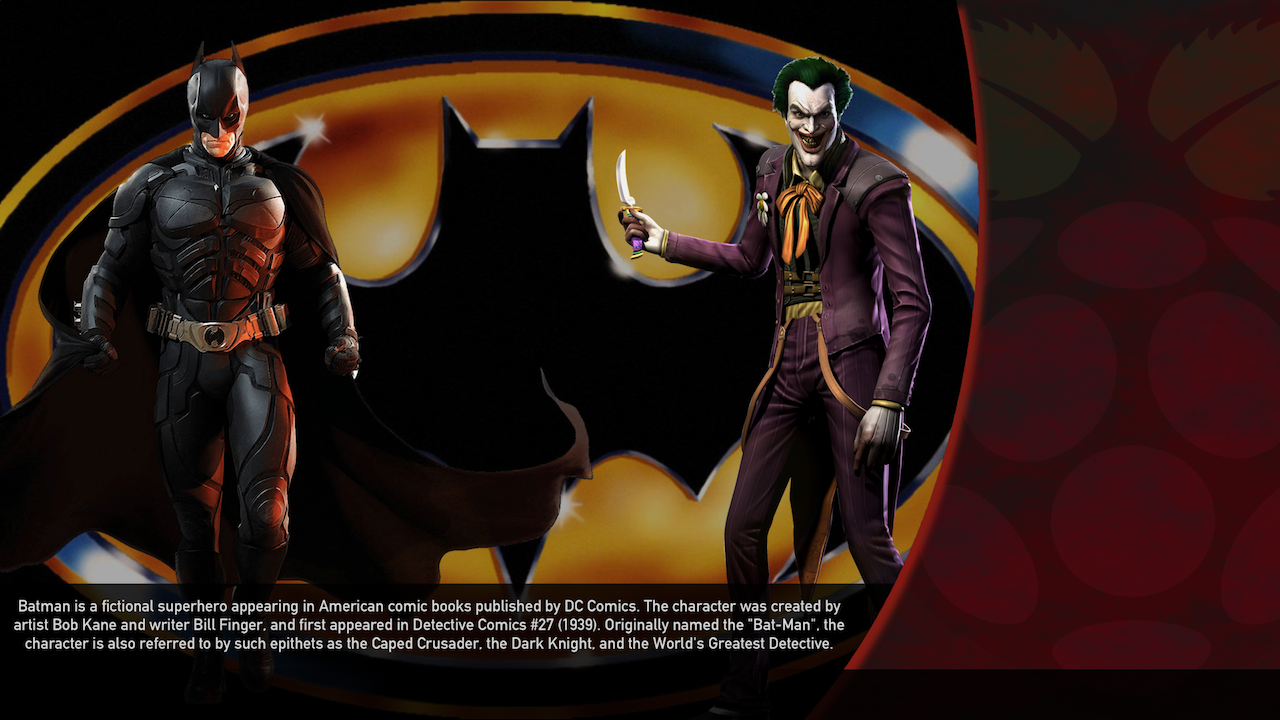 Batman is a fictional superhero appearing in American comic books published by DC Comics. The character was created by
artist Bob Kane and writer Bill Finger, and first appeared in Detective Comics #27 (1939). Originally named the "Bat-Man", the
character is also referred to by such epithets as the Caped Crusader, the Dark Knight, and the World's Greatest Detective.